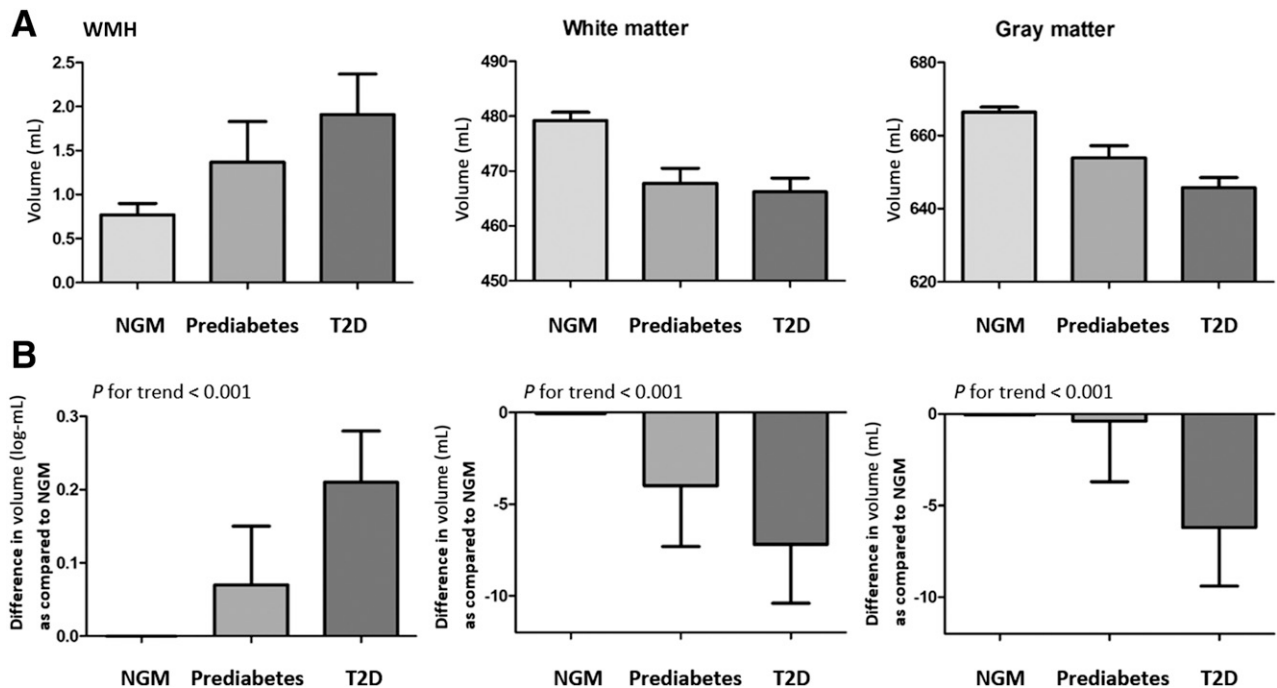 A
WMH
White matter
Gray matter
Volume (mL)
2.5
2.0
1.5
1.0
0.5
0.0
NGM Prediabetes T2D
Volume (mL)
490
480
470
460
450
NGM Prediabetes T2D
Volume (mL)
680
660
640
620
NGM Prediabetes T2D
B
P for trend < 0.001
Difference in volume (log-mL)
as compared to NGM
0.3
0.2
0.1
0.0
NGM Prediabetes T2D
P for trend < 0.001
Difference in volume (mL)
as compared to NGM
0
-5
-10
NGM Prediabetes T2D
P for trend < 0.001
Difference in volume (mL)
as compared to NGM
0
-5
-10
NGM Prediabetes T2D